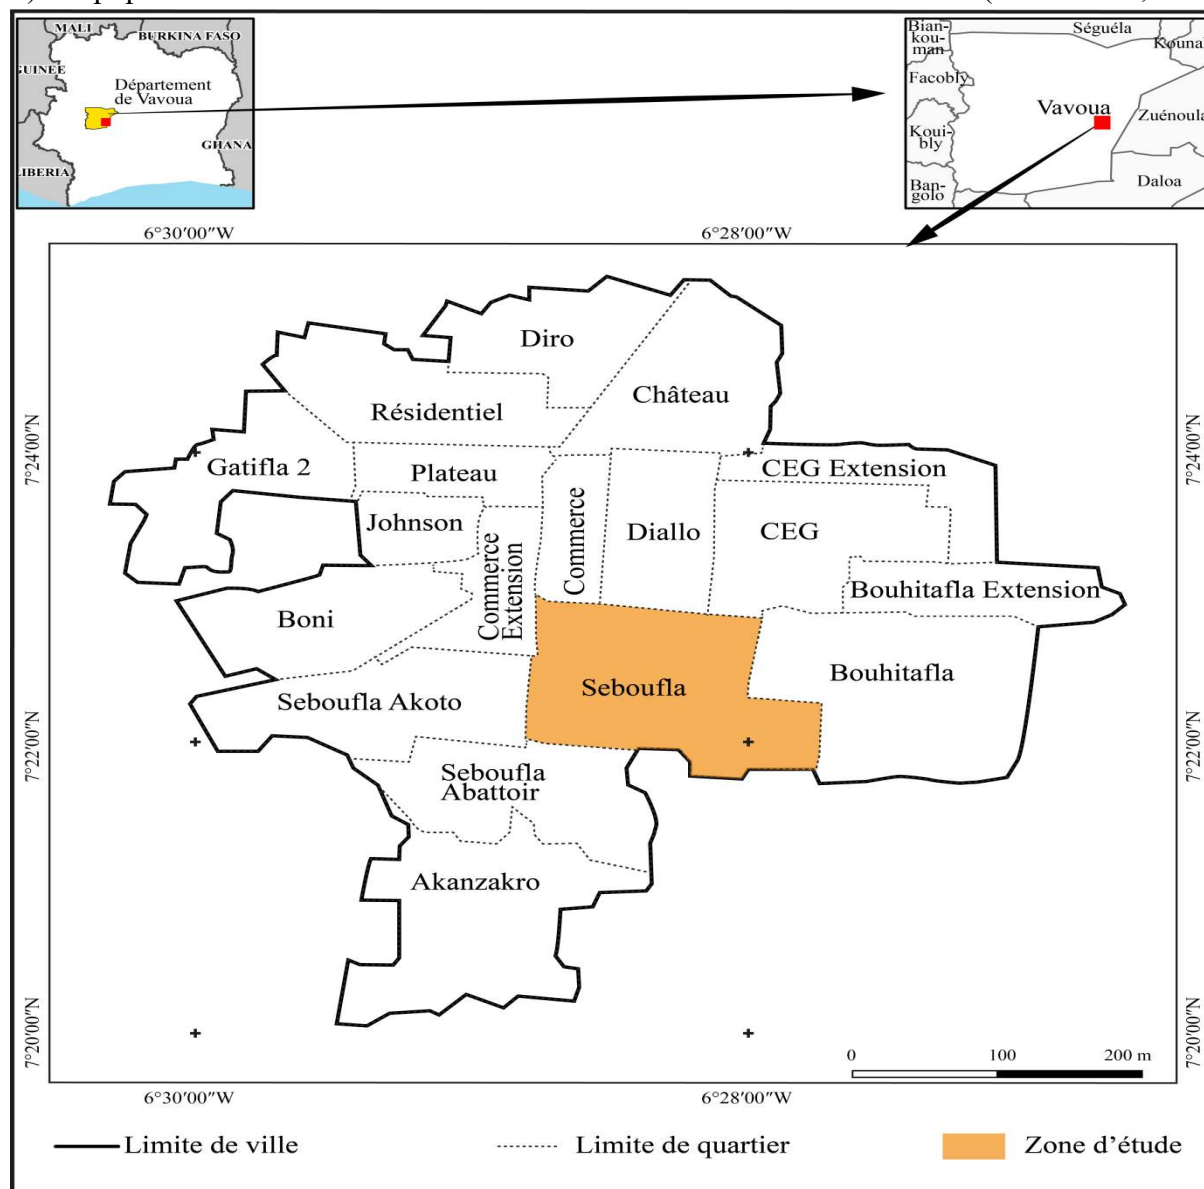 MALI
BURKINA FASO
GUINEE
Département
de Vavoua
GHANA
LIBERIA
Bian-
kou-
man
Séguéla
Kouna
Facobly
Vavoua
Zuénoula
Koui-
bly
Ban-
golo
Daloa
6°30'00"W
6°28'00"W
Diro
Château
Résidentiel
7°24'00"N
7°24'00"N
Gatifla 2
Plateau
CEG Extension
Johnson
Commerce
Diallo
CEG
Commerce
Extension
Bouhitafla Extension
Boni
Seboufla
Bouhitafla
Seboufla Akoto
7°22'00"N
7°22'00"N
Seboufla
Abattoir
Akanzakro
7°20'00"N
7°20'00"N
0
100
200 m
6°30'00"W
6°28'00"W
Limite de ville
Limite de quartier
Zone d'étude